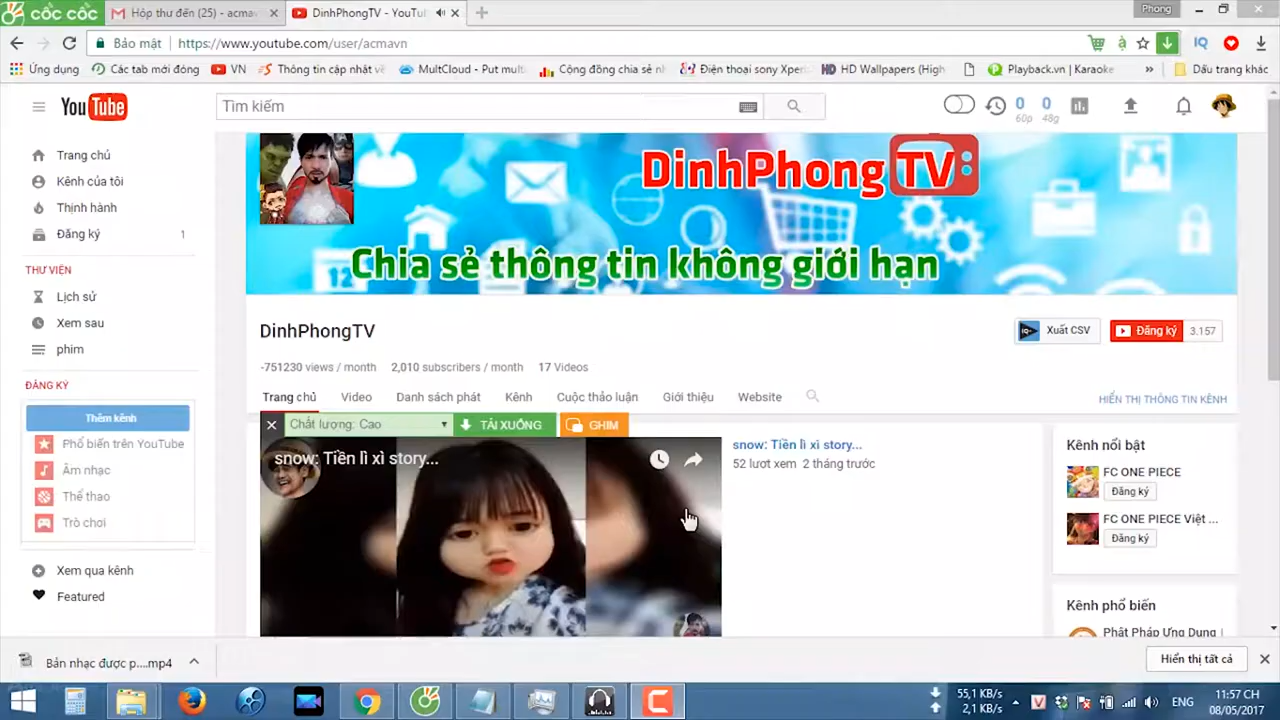 cốc cốc
Hóp thư đến (25) - acmav
DinhPhongTV - YouTu
Phong
Bảo mật
https://www.youtube.com/user/acmavn
Ứng dụng
Các tab mới đóng
VN
Thông tin cập nhật về
MultCloud - Put mult
Cộng đồng chia sẻ nh
Điện thoại sony Xper
HD Wallpapers (High
Playback.vn | Karaoke
»
Dấu trang khác
YouTube
Tìm kiếm
0
60p
0
48g
Trang chủ
Kênh của tôi
Thịnh hành
Đăng ký
1
THƯ VIỆN
Lịch sử
Xem sau
phim
ĐĂNG KÝ
Thêm kênh
Phổ biến trên YouTube
Âm nhạc
Thể thao
Trò chơi
Xem qua kênh
Featured
DinhPhongTV:
Chia sẻ thông tin không giới hạn
DinhPhongTV
Xuất CSV
Đăng ký
3.157
-751230 views / month
2,010 subscribers / month
17 Videos
Trang chủ
Video
Danh sách phát
Kênh
Cuộc thảo luận
Giới thiệu
Website
HIỂN THỊ THÔNG TIN KÊNH
Chất lượng: Cao
TẢI XUỐNG
GHIM
snow: Tiền lì xì story...
snow: Tiền lì xì story...
52 lượt xem 2 tháng trước
Kênh nổi bật
FC ONE PIECE
Đăng ký
FC ONE PIECE Việt ...
Đăng ký
Kênh phổ biến
Phật Pháp Ứng Dụng |
Bản nhạc được p....mp4
Hiển thị tất cả
55,1 KB/s
2,1 KB/s
ENG
11:57 CH
08/05/2017